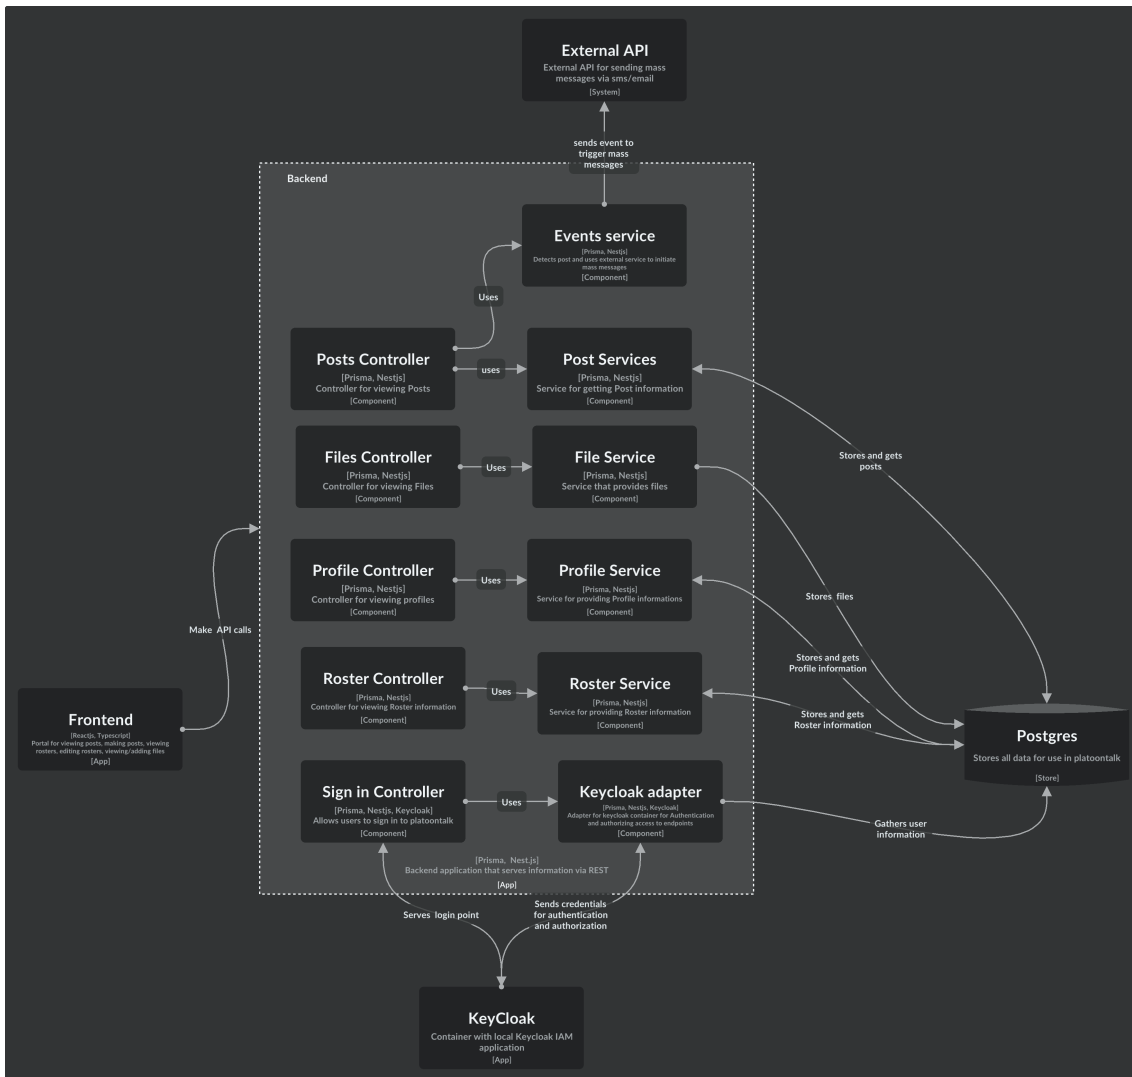 External API
External API for sending mass
messages via sms/email
[System]
sends event to
trigger mass
messages
Backend
Events service
[Prisma, Nestjs]
Detects post and uses external service to initiate
mass messages
[Component]
Uses
Posts Controller
[Prisma, Nestjs]
Controller for viewing Posts
[Component]
uses
Post Services
[Prisma, Nestjs]
Service for getting Post information
[Component]
Stores and gets
posts
Files Controller
[Prisma, Nestjs]
Controller for viewing Files
[Component]
Uses
File Service
[Prisma, Nestjs]
Service that provides files
[Component]
Stores files
Profile Controller
[Prisma, Nestjs]
Controller for viewing profiles
[Component]
Uses
Profile Service
[Prisma, Nestjs]
Service for providing Profile informations
[Component]
Stores and gets
Profile information
Make API calls
Roster Controller
[Prisma, Nestjs]
Controller for viewing Roster information
[Component]
Uses
Roster Service
[Prisma, Nestjs]
Service for providing Roster information
[Component]
Stores and gets
Roster information
Frontend
[Reactjs, Typescript]
Portal for viewing posts, making posts, viewing
rosters, editing rosters, viewing/adding files
[App]
Postgres
Stores all data for use in platoontalk
[Store]
Sign in Controller
[Prisma, Nestjs, Keycloak]
Allows users to sign in to platoontalk
[Component]
Uses
Keycloak adapter
[Prisma, Nestjs, Keycloak]
Adapter for keycloak container for Authentication
and authorizing access to endpoints
[Component]
Gathers user
information
[Prisma, Nest.js]
Backend application that serves information via REST
[App]
Serves login point
Sends credentials
for authentication
and authorization
KeyCloak
Container with local Keycloak IAM
application
[App]